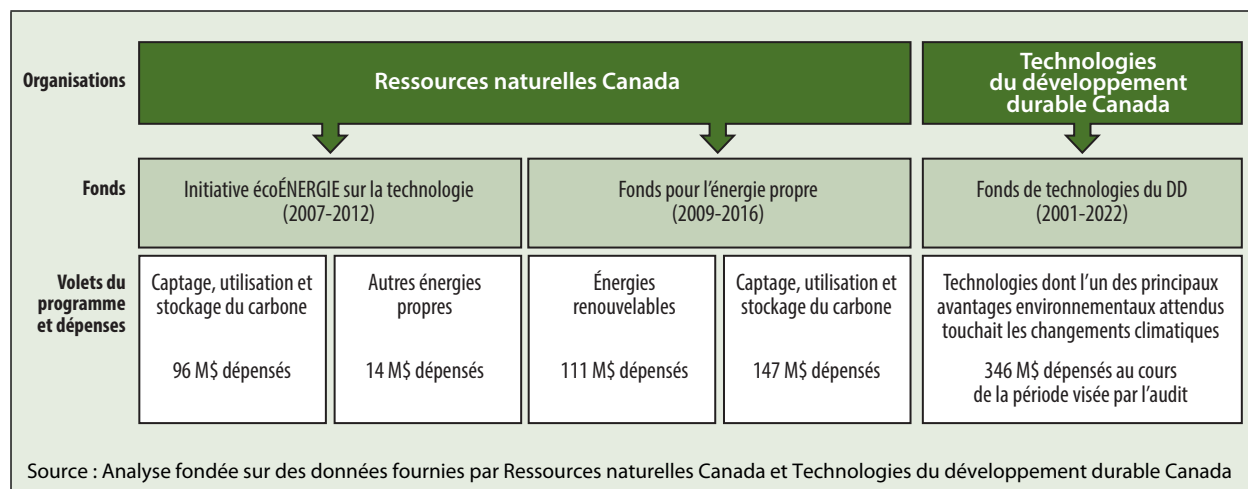 Organisations
Ressources naturelles Canada
Technologies
du développement
durable Canada
Fonds
Initiative écoÉNERGIE sur la technologie
(2007-2012)
Fonds pour l'énergie propre
(2009-2016)
Fonds de technologies du DD
(2001-2022)
Volets du
programme
et dépenses
Captage, utilisation et
stockage du carbone
96 M$ dépensés
Autres énergies
propres
14 M$ dépensés
Énergies
renouvelables
111 M$ dépensés
Captage, utilisation et
stockage du carbone
147 M$ dépensés
Technologies dont l'un des principaux
avantages environnementaux attendus
touchait les changements climatiques
346 M$ dépensés au cours
de la période visée par l'audit
Source : Analyse fondée sur des données fournies par Ressources naturelles Canada et Technologies du développement durable Canada